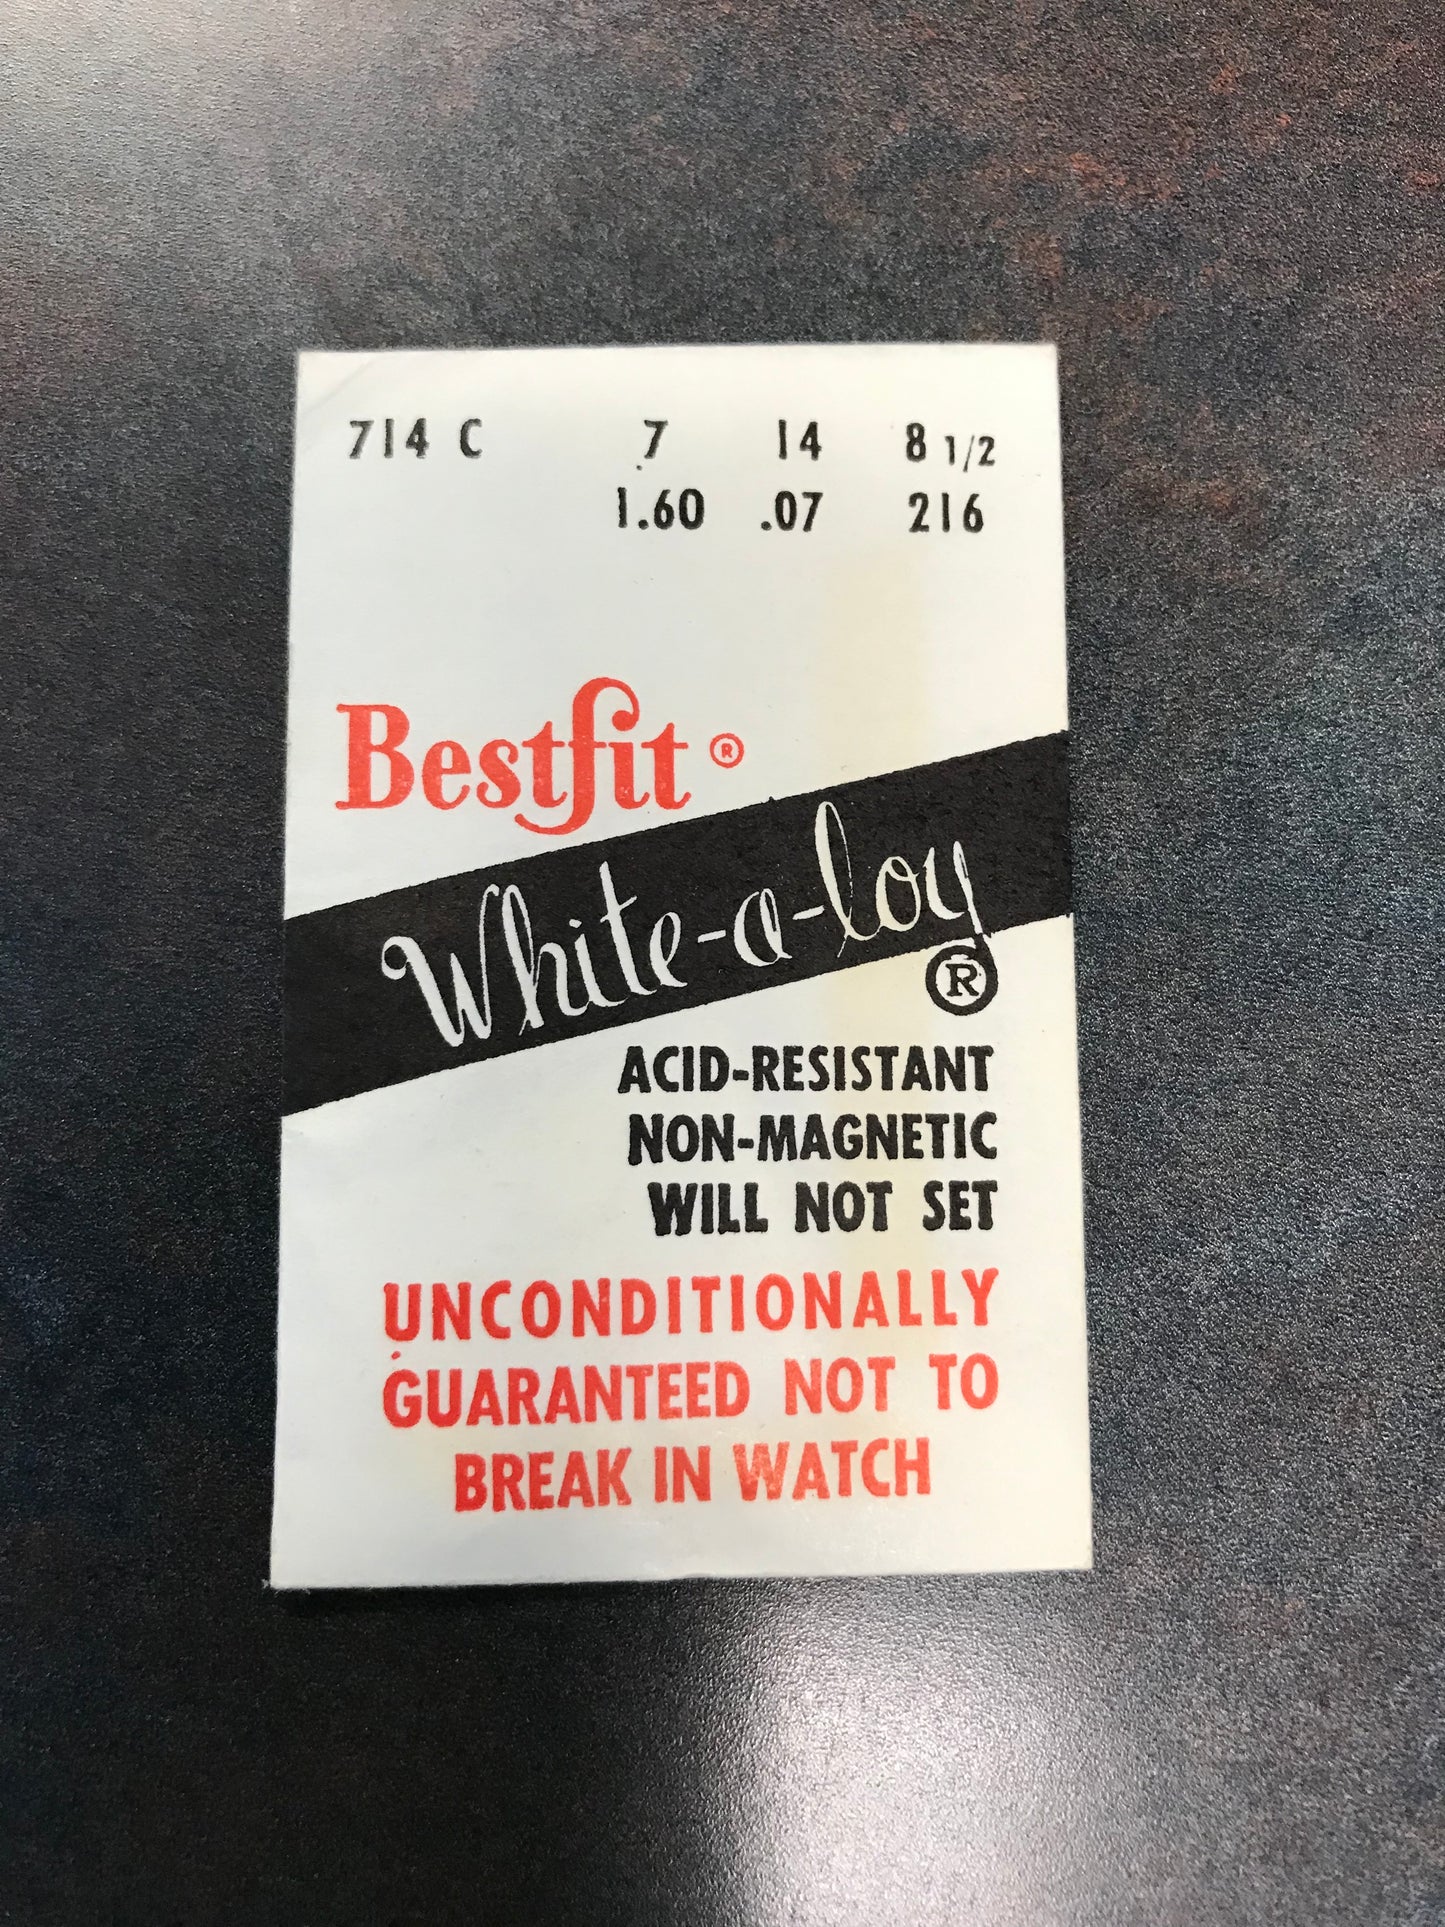 714 C 7 14 8 1/2
1.60 .07 216
Bestfit ®
White-a-loy
®
ACID-RESISTANT
NON-MAGNETIC
WILL NOT SET
UNCONDITIONALLY
GUARANTEED NOT TO
BREAK IN WATCH